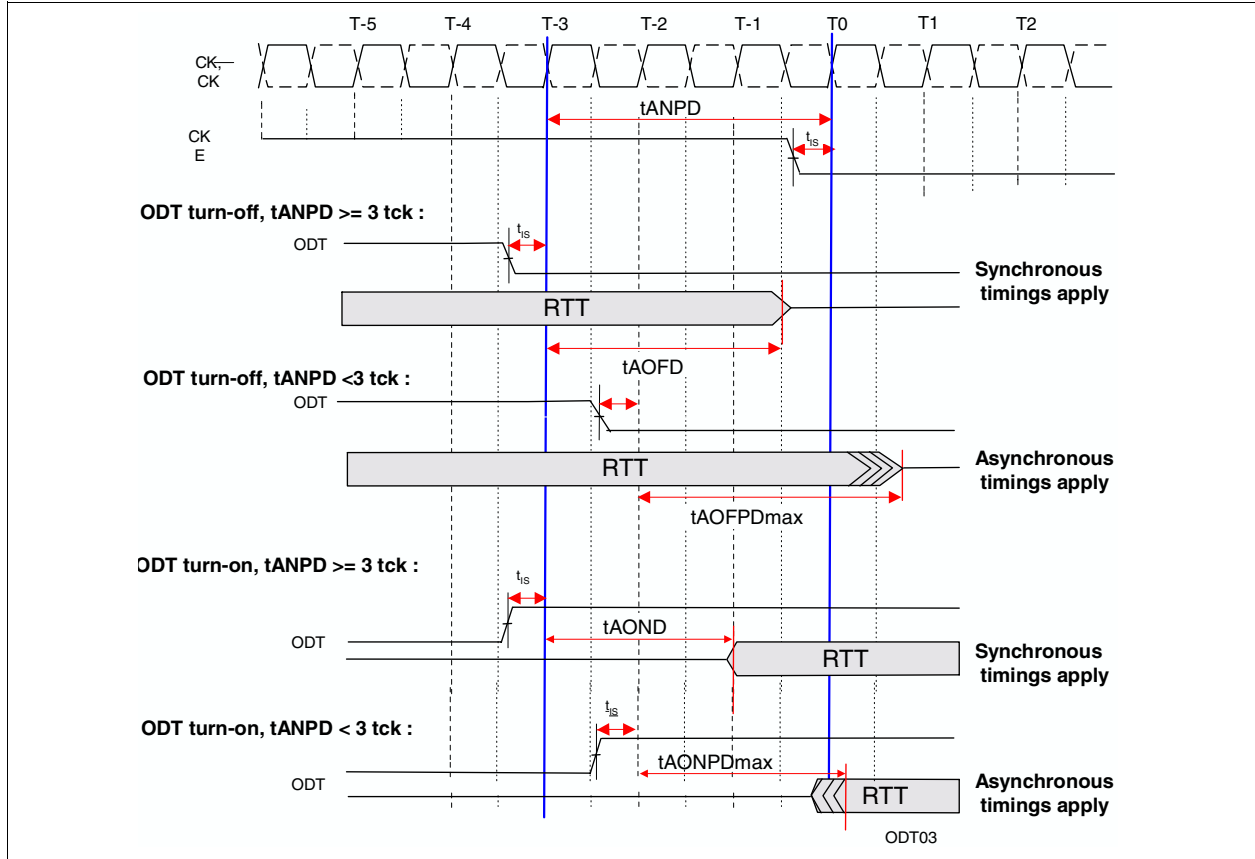 T-5 T-4 T-3 T-2 T-1 T0 T1 T2
CK,
CK
tANPD
CK
E
tIS
ODT turn-off, tANPD >= 3 tck :
ODT
tIS
Synchronous
timings apply
RTT
tAOFD
ODT turn-off, tANPD <3 tck :
ODT
RTT
Asynchronous
timings apply
tAOFPDmax
ODT turn-on, tANPD >= 3 tck :
tIS
tAOND
ODT
RTT
Synchronous
timings apply
ODT turn-on, tANPD < 3 tck :
tIS
tAONPDmax
ODT
RTT
Asynchronous
timings apply
ODT03